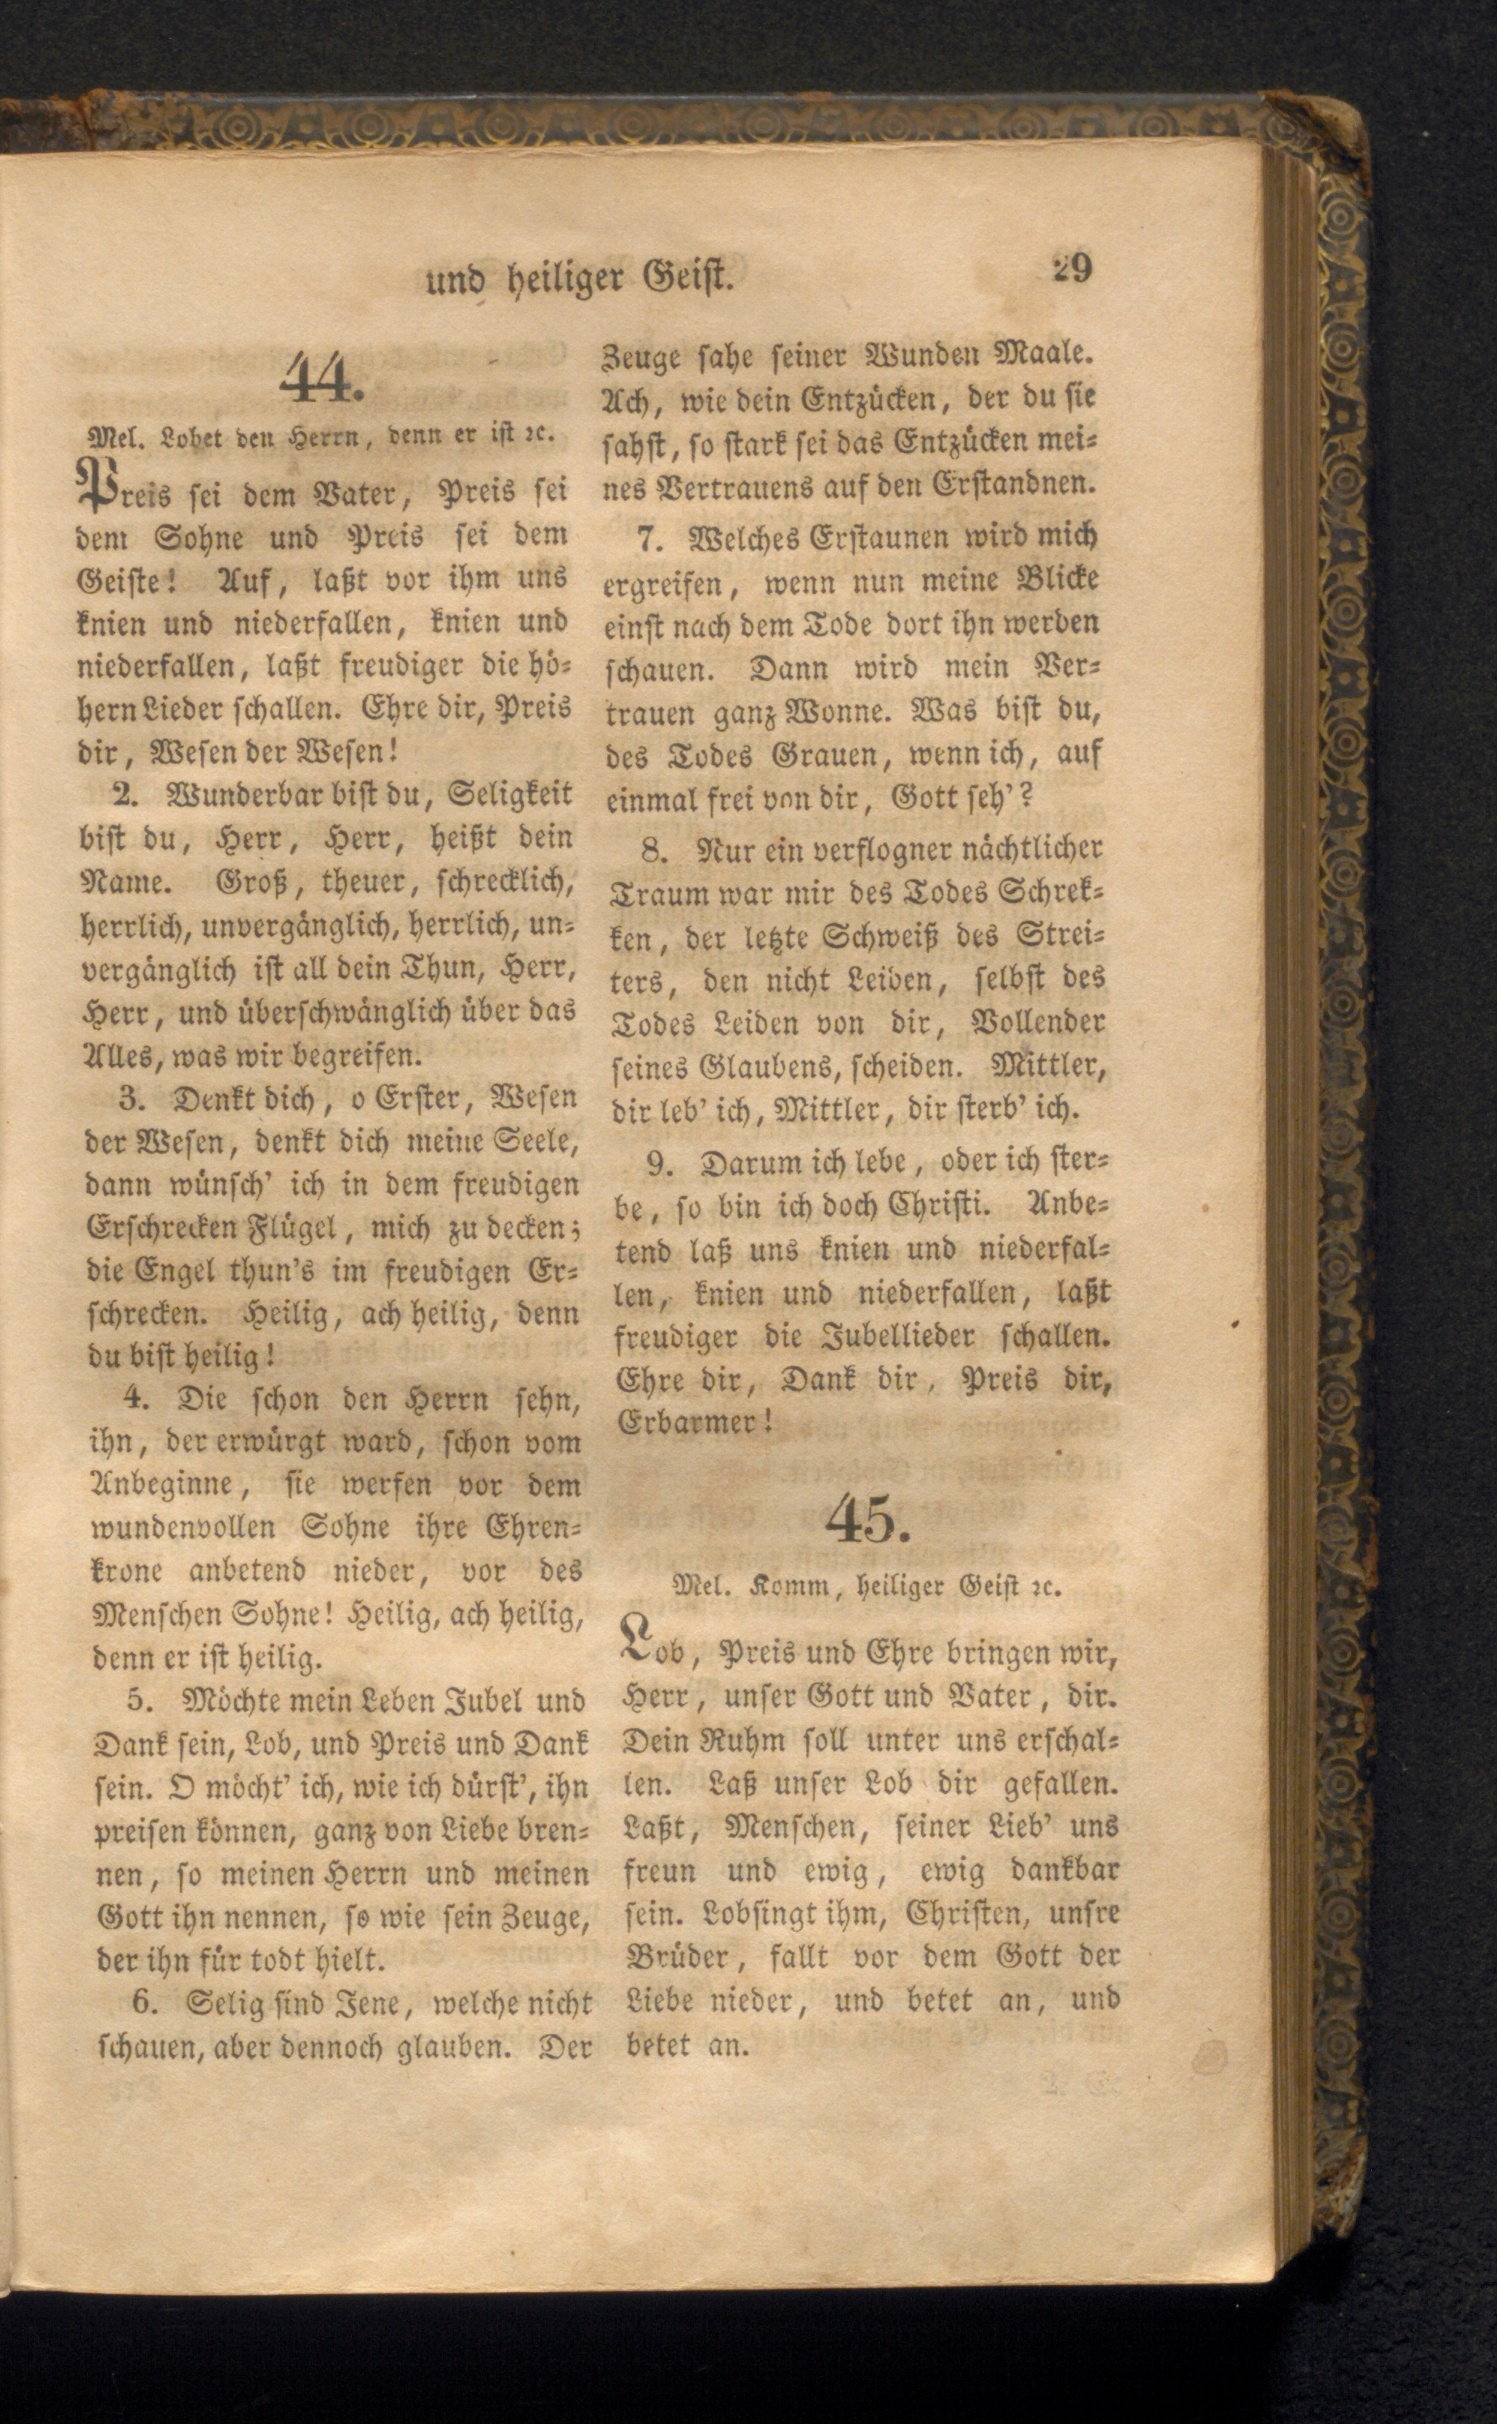 und heiliger Geist.
29
44.
Mel. Lobet den Herrn, denn er ist ꝛc.
Preis sei dem Vater, Preis sei
dem Sohne und Preis sei dem
Geiste! Auf, laßt vor ihm uns
knien und niederfallen, knien und
niederfallen, laßt freudiger die hö-
hern Lieder schallen. Ehre dir, Preis
dir, Wesen der Wesen!
2. Wunderbar bist du, Seligkeit
bist du, Herr, Herr, heißt dein
Name. Groß, theuer, schrecklich,
herrlich, unvergänglich, herrlich, un-
vergänglich ist all dein Thun, Herr,
Herr, und überschwänglich über das
Alles, was wir begreifen.
3. Denkt dich, o Erster, Wesen
der Wesen, denkt dich meine Seele,
dann wünsch' ich in dem freudigen
Erschrecken Flügel, mich zu decken;
die Engel thun's im freudigen Er-
schrecken. Heilig, ach heilig, denn
du bist heilig!
4. Die schon den Herrn sehn,
ihn, der erwürgt ward, schon vom
Anbeginne, sie werfen vor dem
wundenvollen Sohne ihre Ehren-
krone anbetend nieder, vor des
Menschen Sohne! Heilig, ach heilig,
denn er ist heilig.
5. Möchte mein Leben Jubel und
Dank sein, Lob, und Preis und Dank
sein. O möcht' ich, wie ich dürst', ihn
preisen können, ganz von Liebe bren-
nen, so meinen Herrn und meinen
Gott ihn nennen, so wie sein Zeuge,
der ihn für todt hielt.
6. Selig sind Jene, welche nicht
schauen, aber dennoch glauben. Der
Zeuge sahe seiner Wunden Maale.
Ach, wie dein Entzücken, der du sie
sahst, so stark sei das Entzücken mei-
nes Vertrauens auf den Erstandnen.
7. Welches Erstaunen wird mich
ergreifen, wenn nun meine Blicke
einst nach dem Tode dort ihn werden
schauen. Dann wird mein Ver-
trauen ganz Wonne. Was bist du,
des Todes Grauen, wenn ich, auf
einmal frei von dir, Gott seh'?
8. Nur ein verflogner nächtlicher
Traum war mir des Todes Schrek-
ken, der letzte Schweiß des Strei-
ters, den nicht Leiden, selbst des
Todes Leiden von dir, Vollender
seines Glaubens, scheiden. Mittler,
dir leb' ich, Mittler, dir sterb' ich.
9. Darum ich lebe, oder ich ster-
be, so bin ich doch Christi. Anbe-
tend laß uns knien und niederfal-
len, knien und niederfallen, laßt
freudiger die Jubellieder schallen.
Ehre dir, Dank dir, Preis dir,
Erbarmer!
45.
Mel. Komm, heiliger Geist ꝛc.
Lob, Preis und Ehre bringen wir,
Herr, unser Gott und Vater, dir.
Dein Ruhm soll unter uns erschal-
len. Laß unser Lob dir gefallen.
Laßt, Menschen, seiner Lieb' uns
freun und ewig, ewig dankbar
sein. Lobsingt ihm, Christen, unsre
Brüder, fallt vor dem Gott der
Liebe nieder, und betet an, und
betet an.